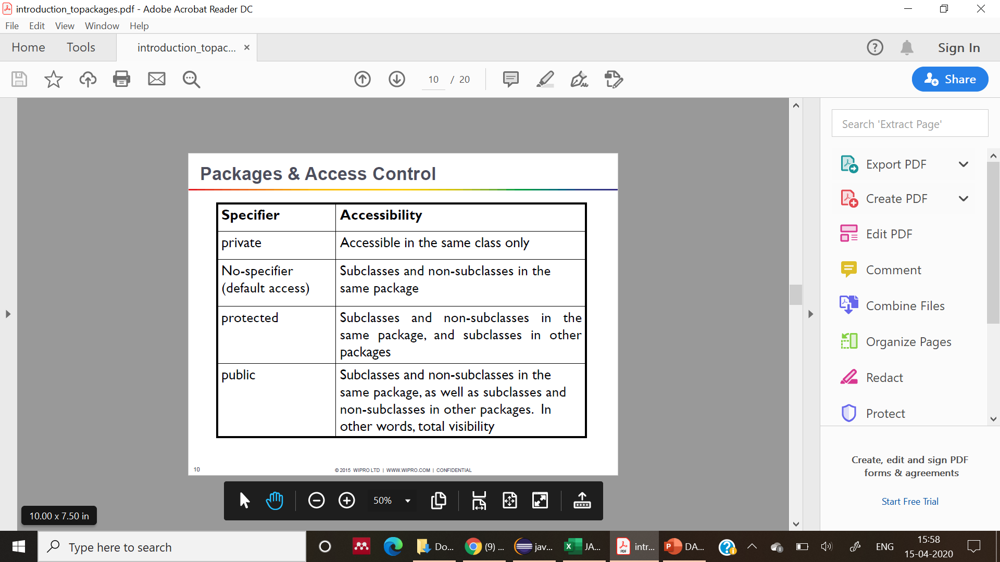 introduction_topackages.pdf - Adobe Acrobat Reader DC
File Edit View Window Help
Home Tools introduction_topac... ×
Sign In
10 / 20
Share
Search 'Extract Page'
Export PDF
Create PDF
Edit PDF
Comment
Combine Files
Organize Pages
Redact
Protect
Create, edit and sign PDF
forms & agreements
Start Free Trial
Packages & Access Control
Specifier Accessibility
private Accessible in the same class only
No-specifier
(default access)
Subclasses and non-subclasses in the
same package
protected
Subclasses and non-subclasses in the
same package, and subclasses in other
packages
public
Subclasses and non-subclasses in the
same package, as well as subclasses and
non-subclasses in other packages. In
other words, total visibility
10
© 2015 WIPRO LTD | WWW.WIPRO.COM | CONFIDENTIAL
50%
10.00 x 7.50 in
Type here to search
Do...
(9) ...
jav...
JA...
intr...
DA...
ENG
15:58
15-04-2020